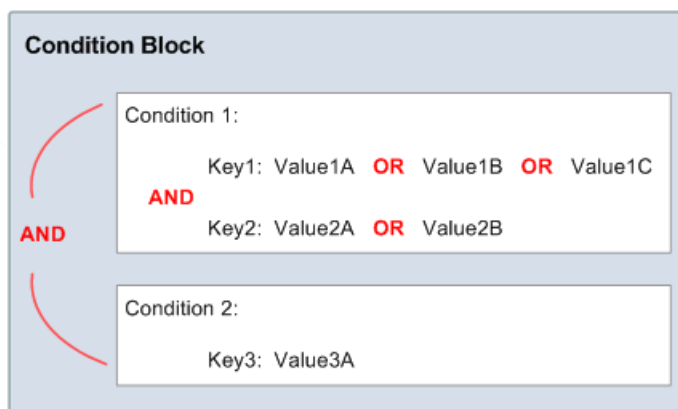 Condition Block
Condition 1:
Key1: Value1A OR Value1B OR Value1C
AND
Key2: Value2A OR Value2B
AND
Condition 2:
Key3: Value3A